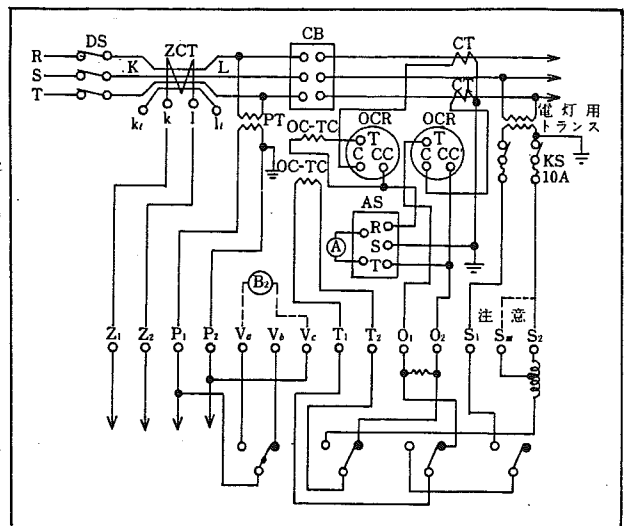 DS ZCT CB CT
R K L
S
T
k l
kt lt
PT
CT
電灯用
トランス
OC-TC OCR OCR
T T
C CC C CC
OC-TC
KS
10A
AS
R
A S
T
B₂
注意
Z₁ Z₂ P₁ P₂ Va Vb Vc T₁ T₂ O₁ O₂ S₁ S₂